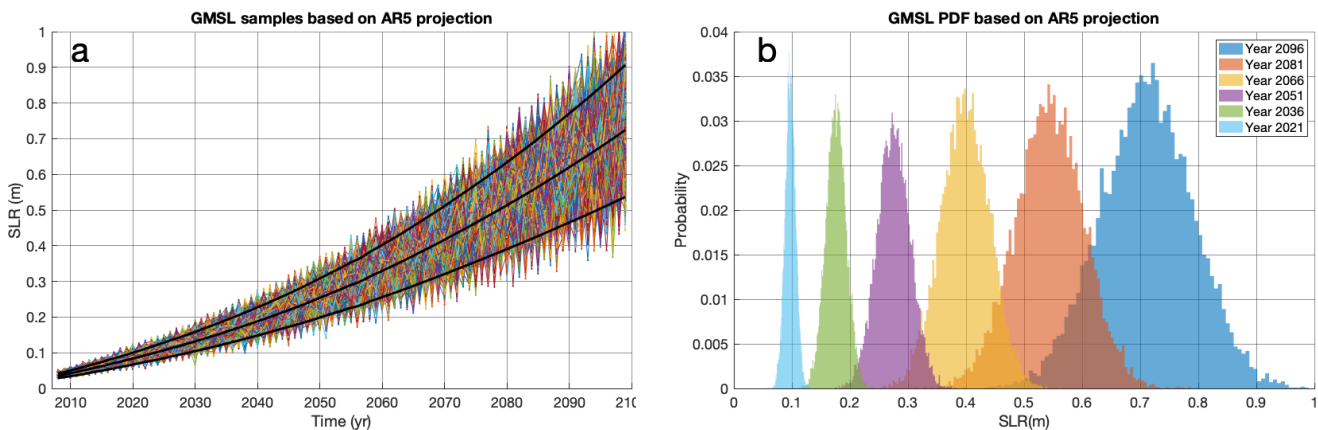 GMSL samples based on AR5 projection
a
1
0.9
0.8
0.7
0.6
0.5
0.4
0.3
0.2
0.1
0
SLR (m)
2010 2020 2030 2040 2050 2060 2070 2080 2090 210
Time (yr)
GMSL PDF based on AR5 projection
b
0.04
0.035
0.03
0.025
0.02
0.015
0.01
0.005
0
Probability
Year 2096
Year 2081
Year 2066
Year 2051
Year 2036
Year 2021
0 0.1 0.2 0.3 0.4 0.5 0.6 0.7 0.8 0.9 1
SLR(m)